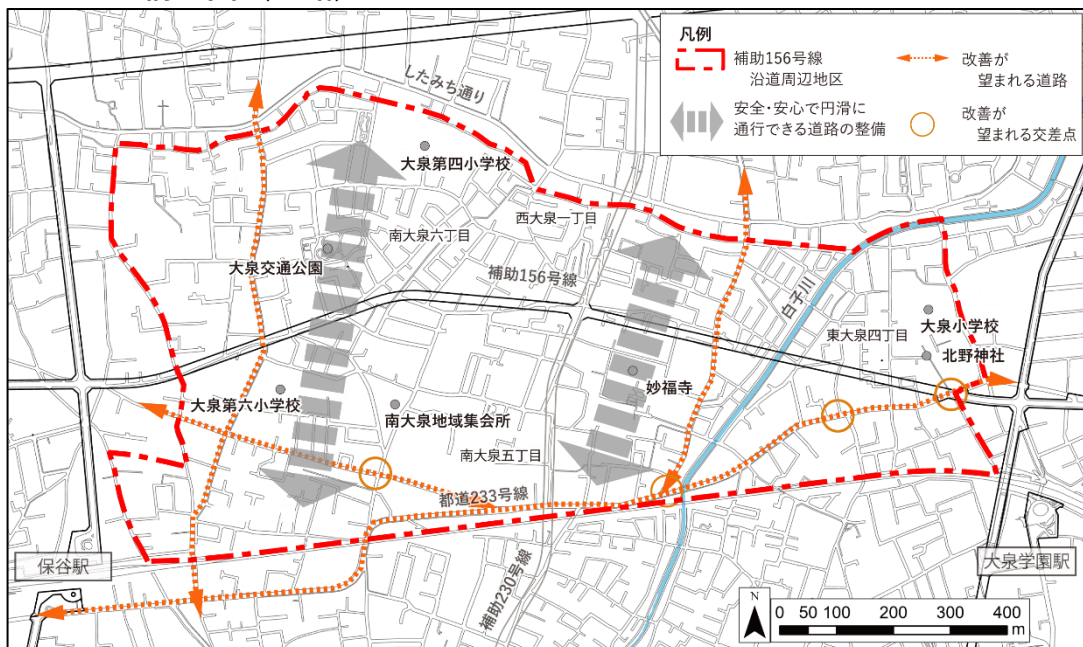 凡例
補助156号線
沿道周辺地区
改善が
望まれる道路
安全・安心で円滑に
通行できる道路の整備
改善が
望まれる交差点
したみち通り
大泉第四小学校
西大泉一丁目
南大泉六丁目
大泉交通公園
補助156号線
白子川
東大泉四丁目
大泉小学校
北野神社
妙福寺
大泉第六小学校
南大泉地域集会所
南大泉五丁目
都道233号線
保谷駅
補助230号線
大泉学園駅
N
0 50 100 200 300 400
m